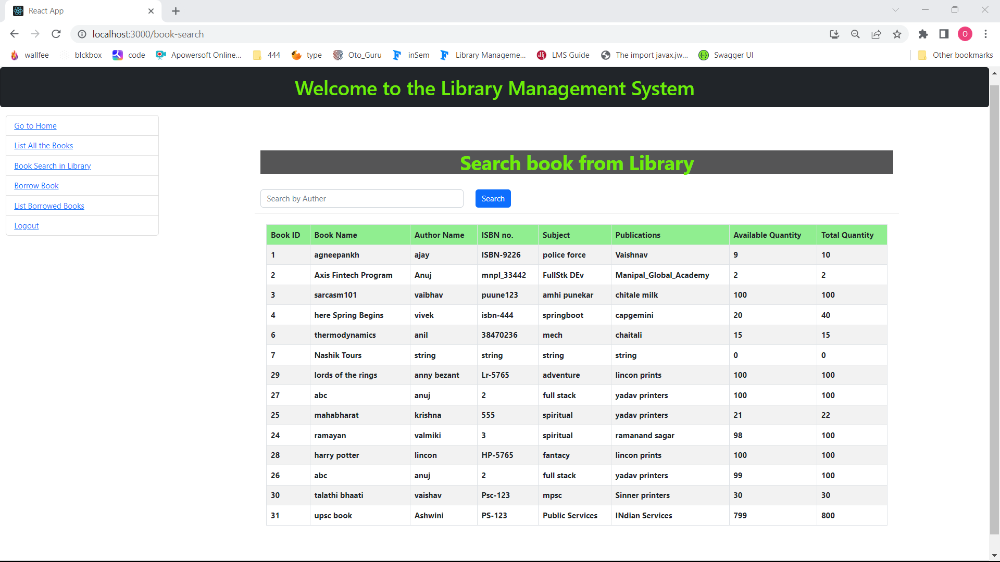 React App
localhost:3000/book-search
O
wallfee blckbox code Apowersoft Online... 444 type Oto_Guru inSem Library Manageme... LMS Guide The import javax.jw... Swagger UI Other bookmarks
Welcome to the Library Management System
Go to Home
List All the Books
Book Search in Library
Borrow Book
List Borrowed Books
Logout
Search book from Library
Search by Auther Search
Book ID Book Name Author Name ISBN no. Subject Publications Available Quantity Total Quantity
1 agneepankh ajay ISBN-9226 police force Vaishnav 9 10
2 Axis Fintech Program Anuj mnpl_33442 FullStk DEv Manipal_Global_Academy 2 2
3 sarcasm101 vaibhav puune123 amhi punekar chitale milk 100 100
4 here Spring Begins vivek isbn-444 springboot capgemini 20 40
6 thermodynamics anil 38470236 mech chaitali 15 15
7 Nashik Tours string string string string 0 0
29 lords of the rings anny bezant Lr-5765 adventure lincon prints 100 100
27 abc anuj 2 full stack yadav printers 100 100
25 mahabharat krishna 555 spiritual yadav printers 21 22
24 ramayan valmiki 3 spiritual ramanand sagar 98 100
28 harry potter lincon HP-5765 fantacy lincon prints 100 100
26 abc anuj 2 full stack yadav printers 99 100
30 talathi bhaati vaishav Psc-123 mpsc Sinner printers 30 30
31 upsc book Ashwini PS-123 Public Services INdian Services 799 800